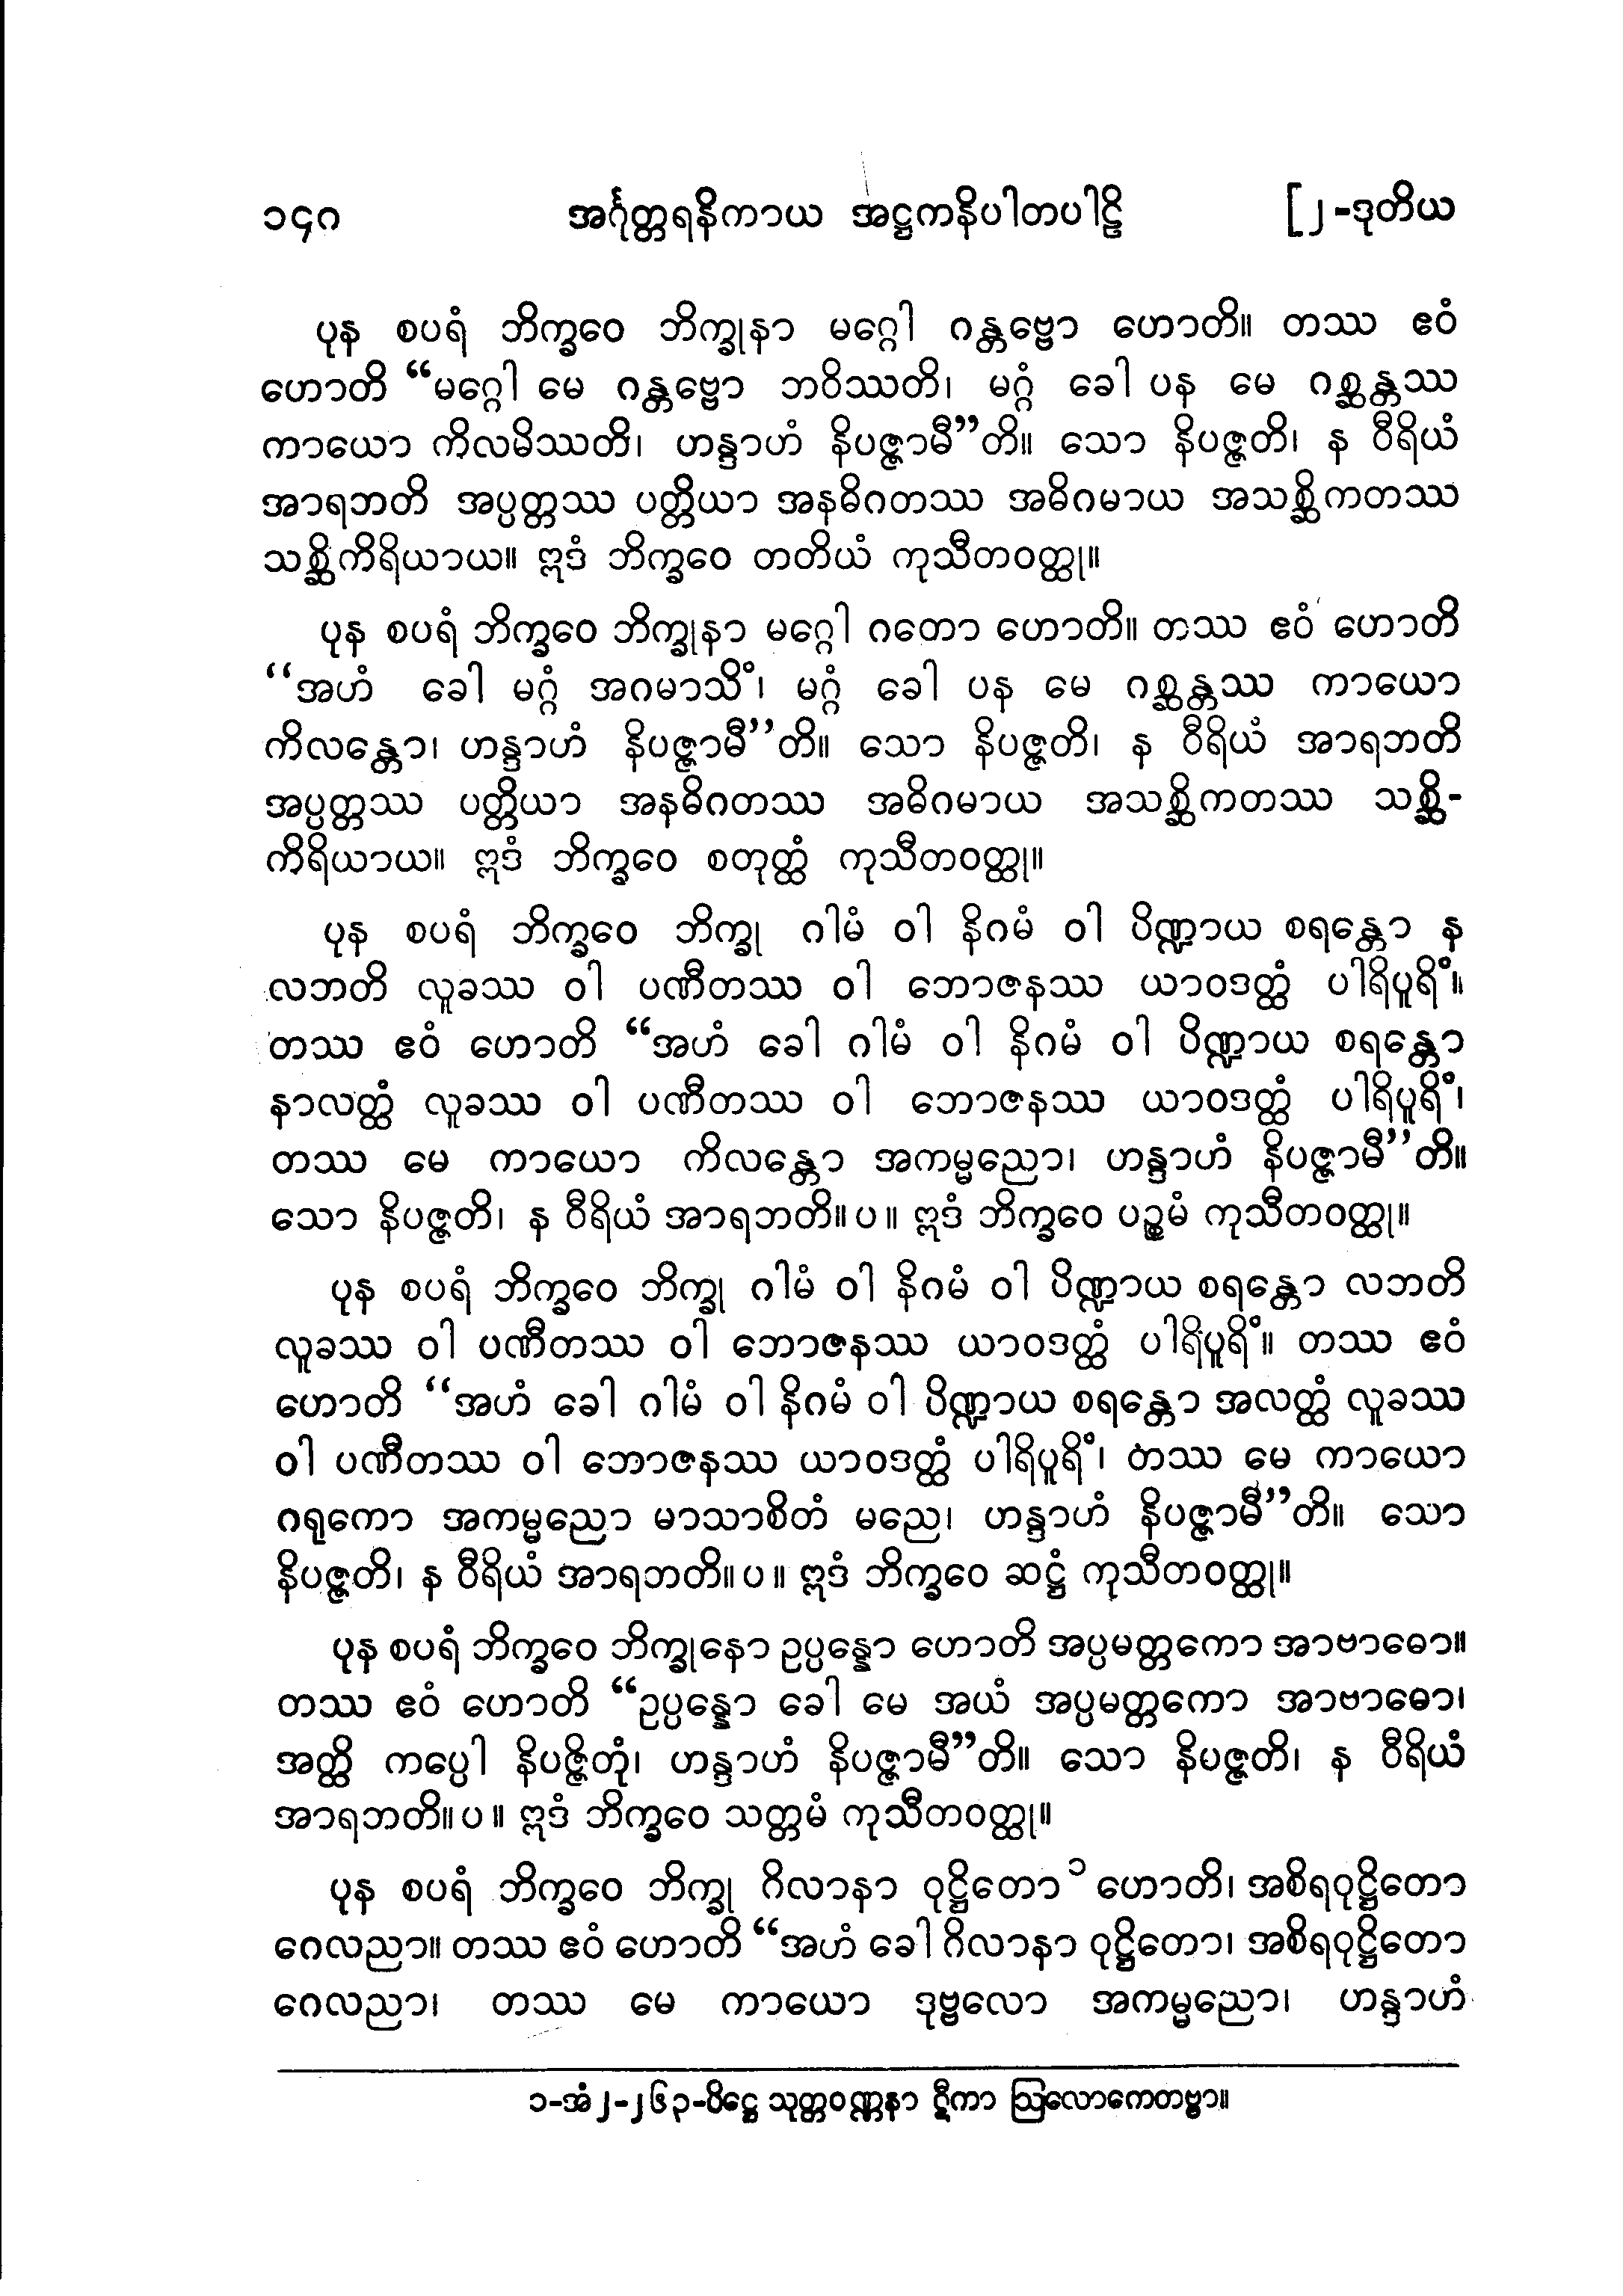 ၁၄ဂ အင်္ဂုတ္တရနိကာယ အဋ္ဌကနိပါတပါဠိ [၂-ဒုတိယ
ပုန စပရံ ဘိက္ခဝေ ဘိက္ခုနာ မဂ္ဂေါ ဂန္တဗ္ဗော ဟောတိ။ တဿ ဧဝံ
ဟောတိ “မဂ္ဂေါ မေ ဂန္တဗ္ဗော ဘဝိဿတိ၊ မဂ္ဂံ ခေါ ပန မေ ဂစ္ဆန္တဿ
ကာယော ကိလမိဿတိ၊ ဟန္ဒာဟံ နိပဇ္ဇာမီ”တိ။ သော နိပဇ္ဇတိ၊ န ဝီရိယံ
အာရဘတိ အပ္ပတ္တဿ ပတ္တိယာ အနဓိဂတဿ အဓိဂမာယ အသစ္ဆိကတဿ
သစ္ဆိကိရိယာယ။ ဣဒံ ဘိက္ခဝေ တတိယံ ကုသီတဝတ္ထု။
ပုန စပရံ ဘိက္ခဝေ ဘိက္ခုနာ မဂ္ဂေါ ဂတော ဟောတိ။ တဿ ဧဝံ ဟောတိ
“အဟံ ခေါ မဂ္ဂံ အဂမာသိံ၊ မဂ္ဂံ ခေါ ပန မေ ဂစ္ဆန္တဿ ကာယော
ကိလန္တော၊ ဟန္ဒာဟံ နိပဇ္ဇာမီ”တိ။ သော နိပဇ္ဇတိ၊ န ဝီရိယံ အာရဘတိ
အပ္ပတ္တဿ ပတ္တိယာ အနဓိဂတဿ အဓိဂမာယ အသစ္ဆိကတဿ သစ္ဆိ-
ကိရိယာယ။ ဣဒံ ဘိက္ခဝေ စတုတ္ထံ ကုသီတဝတ္ထု။
ပုန စပရံ ဘိက္ခဝေ ဘိက္ခု ဂါမံ ဝါ နိဂမံ ဝါ ပိဏ္ဍာယ စရန္တော န
လဘတိ လူခဿ ဝါ ပဏီတဿ ဝါ ဘောဇနဿ ယာဝဒတ္ထံ ပါရိပူရိံ။
တဿ ဧဝံ ဟောတိ “အဟံ ခေါ ဂါမံ ဝါ နိဂမံ ဝါ ပိဏ္ဍာယ စရန္တော
နာလတ္ထံ လူခဿ ဝါ ပဏီတဿ ဝါ ဘောဇနဿ ယာဝဒတ္ထံ ပါရိပူရိံ၊
တဿ မေ ကာယော ကိလန္တော အကမ္မညော၊ ဟန္ဒာဟံ နိပဇ္ဇာမီ”တိ။
သော နိပဇ္ဇတိ၊ န ဝီရိယံ အာရဘတိ။ပ။ ဣဒံ ဘိက္ခဝေ ပဉ္စမံ ကုသီတဝတ္ထု။
ပုန စပရံ ဘိက္ခဝေ ဘိက္ခု ဂါမံ ဝါ နိဂမံ ဝါ ပိဏ္ဍာယ စရန္တော လဘတိ
လူခဿ ဝါ ပဏီတဿ ဝါ ဘောဇနဿ ယာဝဒတ္ထံ ပါရိပူရိံ။ တဿ ဧဝံ
ဟောတိ “အဟံ ခေါ ဂါမံ ဝါ နိဂမံ ဝါ ပိဏ္ဍာယ စရန္တော အလတ္ထံ လူခဿ
ဝါ ပဏီတဿ ဝါ ဘောဇနဿ ယာဝဒတ္ထံ ပါရိပူရိံ၊ တဿ မေ ကာယော
ဂရုကော အကမ္မညော မာသာစိတံ မညေ၊ ဟန္ဒာဟံ နိပဇ္ဇာမီ”တိ။ သော
နိပဇ္ဇတိ၊ န ဝီရိယံ အာရဘတိ။ပ။ ဣဒံ ဘိက္ခဝေ ဆဋ္ဌံ ကုသီတဝတ္ထု။
ပုန စပရံ ဘိက္ခဝေ ဘိက္ခုနော ဥပ္ပန္နော ဟောတိ အပ္ပမတ္တကော အာဗာဓော။
တဿ ဧဝံ ဟောတိ “ဥပ္ပန္နော ခေါ မေ အယံ အပ္ပမတ္တကော အာဗာဓော၊
အတ္ထိ ကပ္ပေါ နိပဇ္ဇိတုံ၊ ဟန္ဒာဟံ နိပဇ္ဇာမီ”တိ။ သော နိပဇ္ဇတိ၊ န ဝီရိယံ
အာရဘတိ။ပ။ ဣဒံ ဘိက္ခဝေ သတ္တမံ ကုသီတဝတ္ထု။
ပုန စပရံ ဘိက္ခဝေ ဘိက္ခု ဂိလာနာ ဝုဋ္ဌိတော ၁ ဟောတိ၊ အစိရဝုဋ္ဌိတော
ဂေလညာ။ တဿ ဧဝံ ဟောတိ “အဟံ ခေါ ဂိလာနာ ဝုဋ္ဌိတော၊ အစိရဝုဋ္ဌိတော
ဂေလညာ၊ တဿ မေ ကာယော ဒုဗ္ဗလော အကမ္မညော၊ ဟန္ဒာဟံ
၁-အံ၂-၂၆၃-ပိဋ္ဌေ သုတ္တဝဏ္ဏနာ ဋီကာ ဩလောကေတဗ္ဗာ။